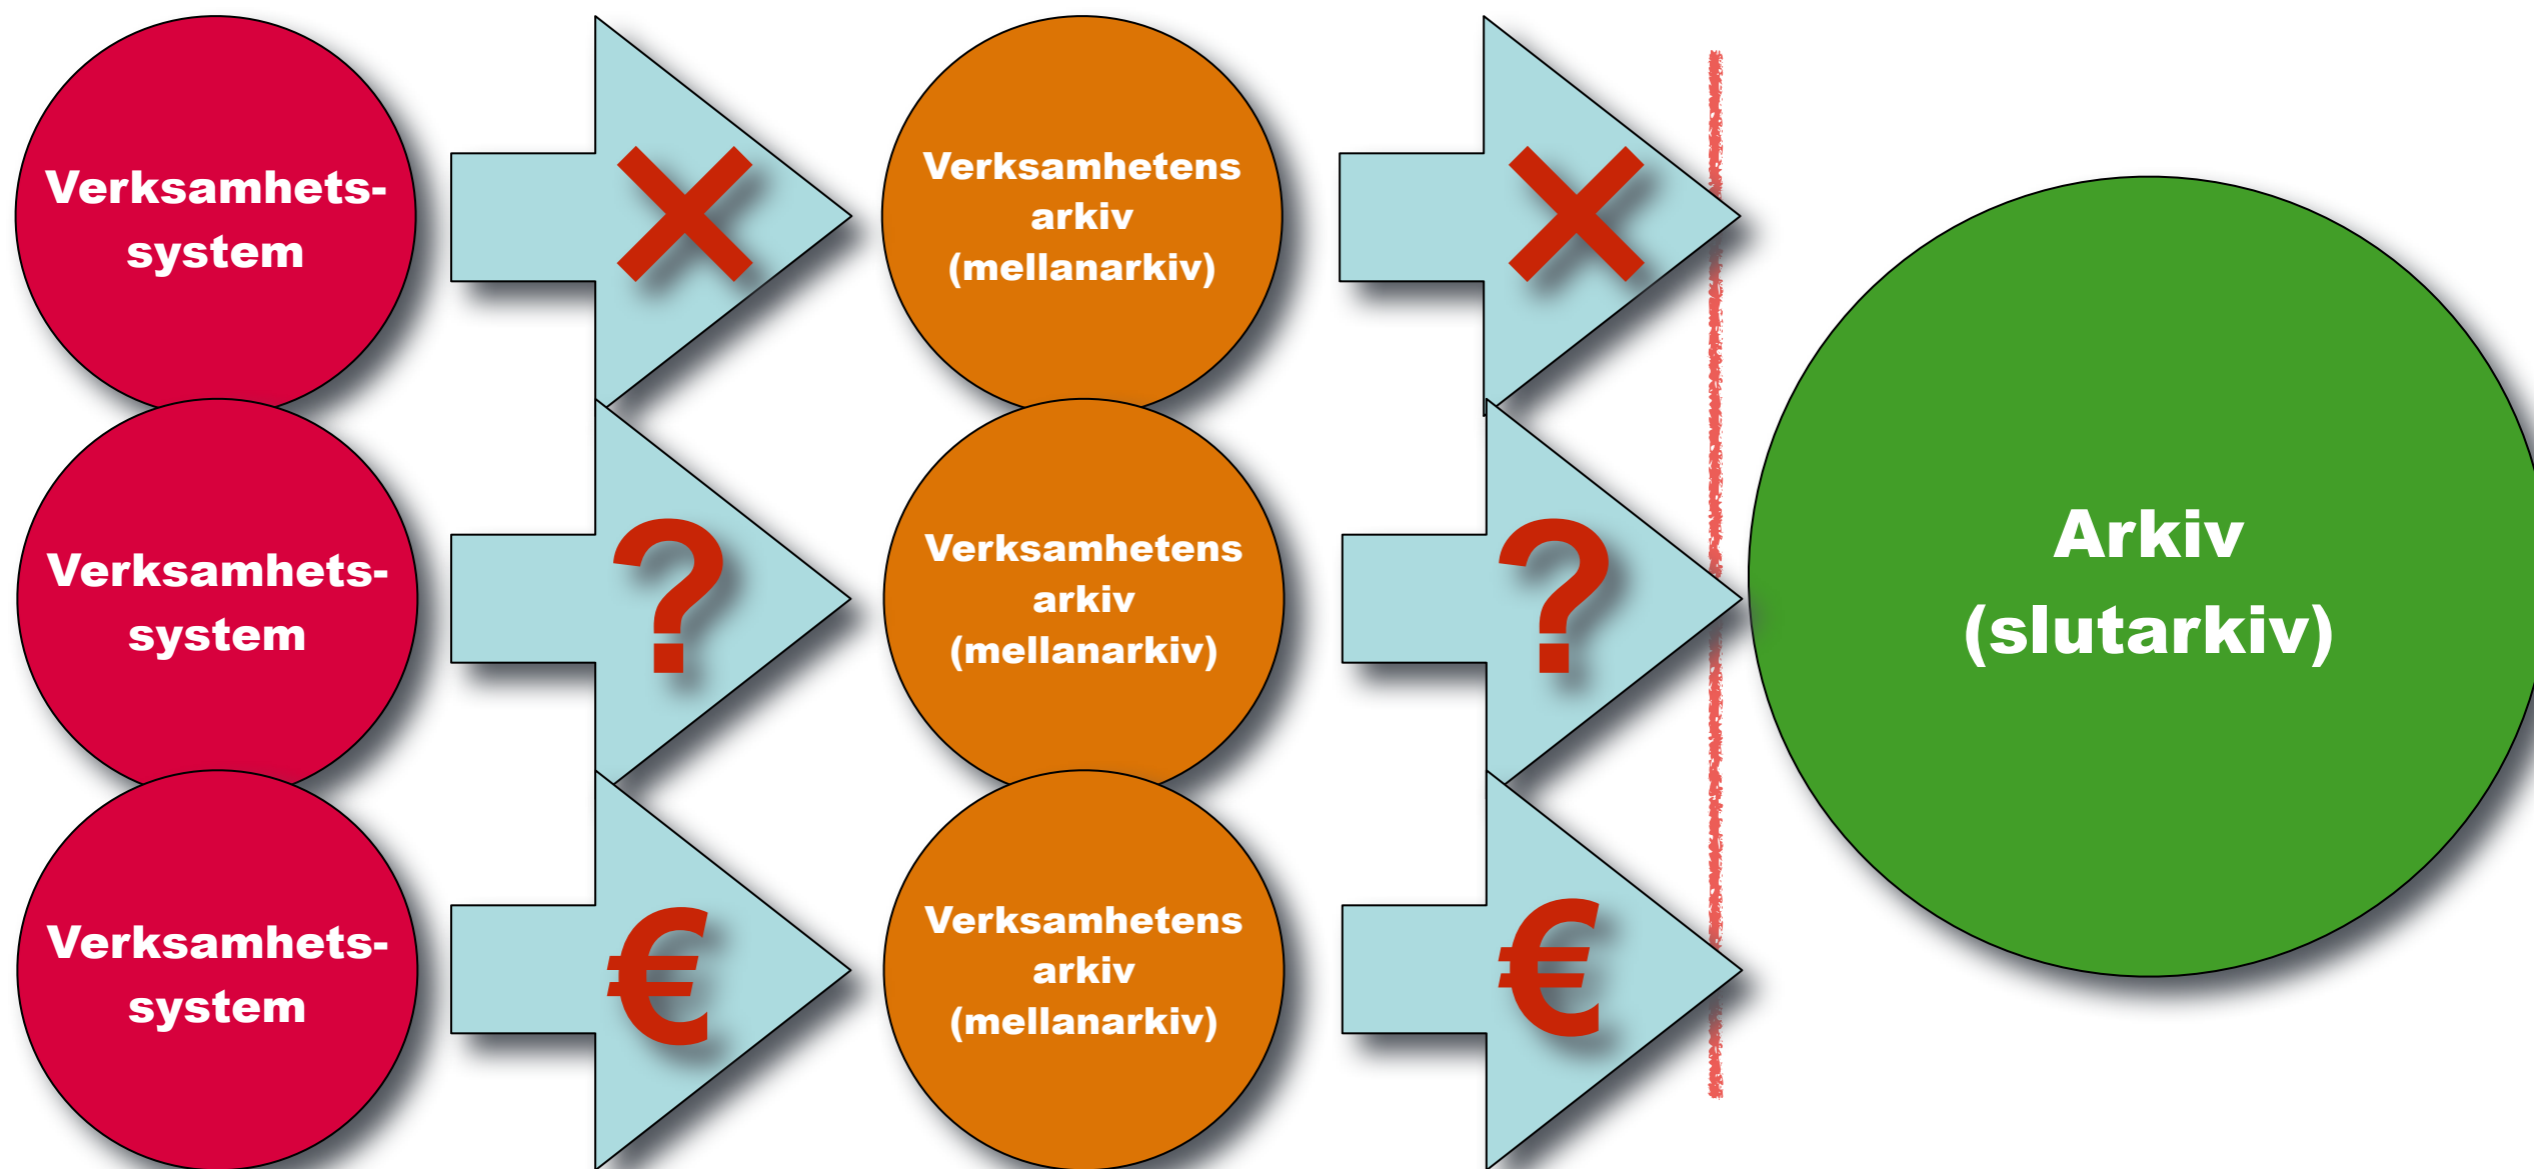 Verksamhets-
system
×
Verksamhetens
arkiv
(mellanarkiv)
×
Verksamhets-
system
?
Verksamhetens
arkiv
(mellanarkiv)
?
Arkiv
(slutarkiv)
Verksamhets-
system
€
Verksamhetens
arkiv
(mellanarkiv)
€